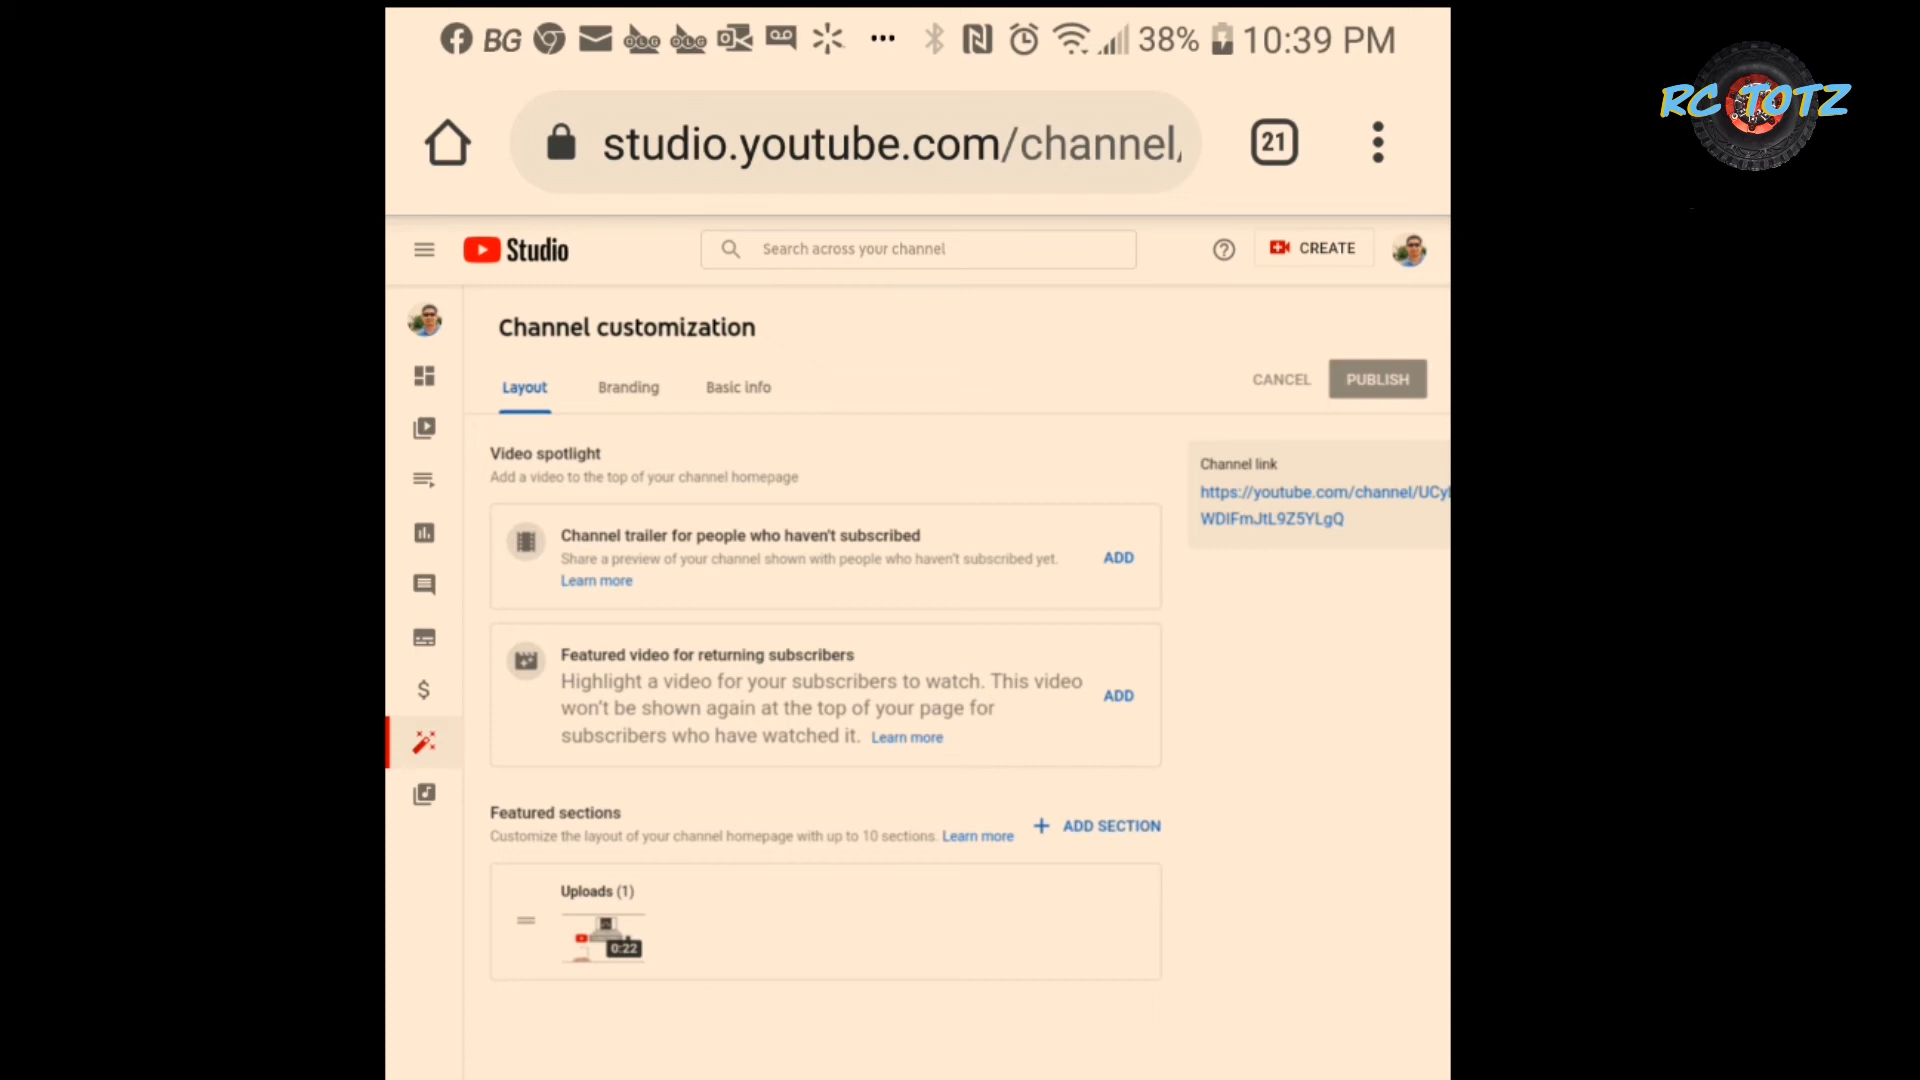 BG 38% 10:39 PM
RC TOTZ
studio.youtube.com/channel/
21
Studio
Search across your channel
CREATE
Channel customization
Layout Branding Basic info
CANCEL PUBLISH
Video spotlight
Add a video to the top of your channel homepage
Channel link
https://youtube.com/channel/UCy
WDIFmJtL9Z5YLgQ
Channel trailer for people who haven't subscribed
Share a preview of your channel shown with people who haven't subscribed yet.
Learn more
ADD
Featured video for returning subscribers
Highlight a video for your subscribers to watch. This video
won't be shown again at the top of your page for
subscribers who have watched it. Learn more
ADD
Featured sections
Customize the layout of your channel homepage with up to 10 sections. Learn more
+ ADD SECTION
Uploads (1)
0:22